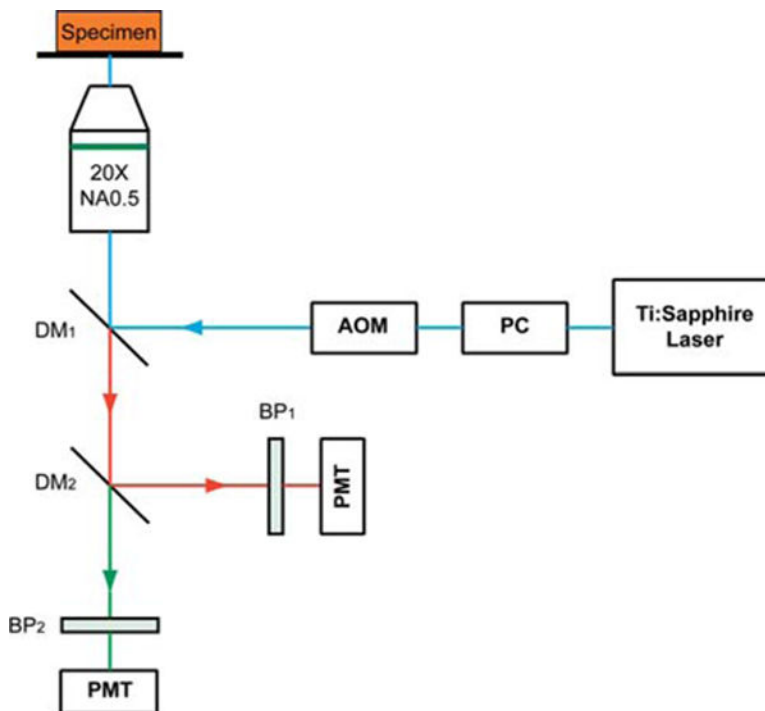 Specimen
20X
NA0.5
DM1
AOM
PC
Ti:Sapphire
Laser
BP1
DM2
PMT
BP2
PMT